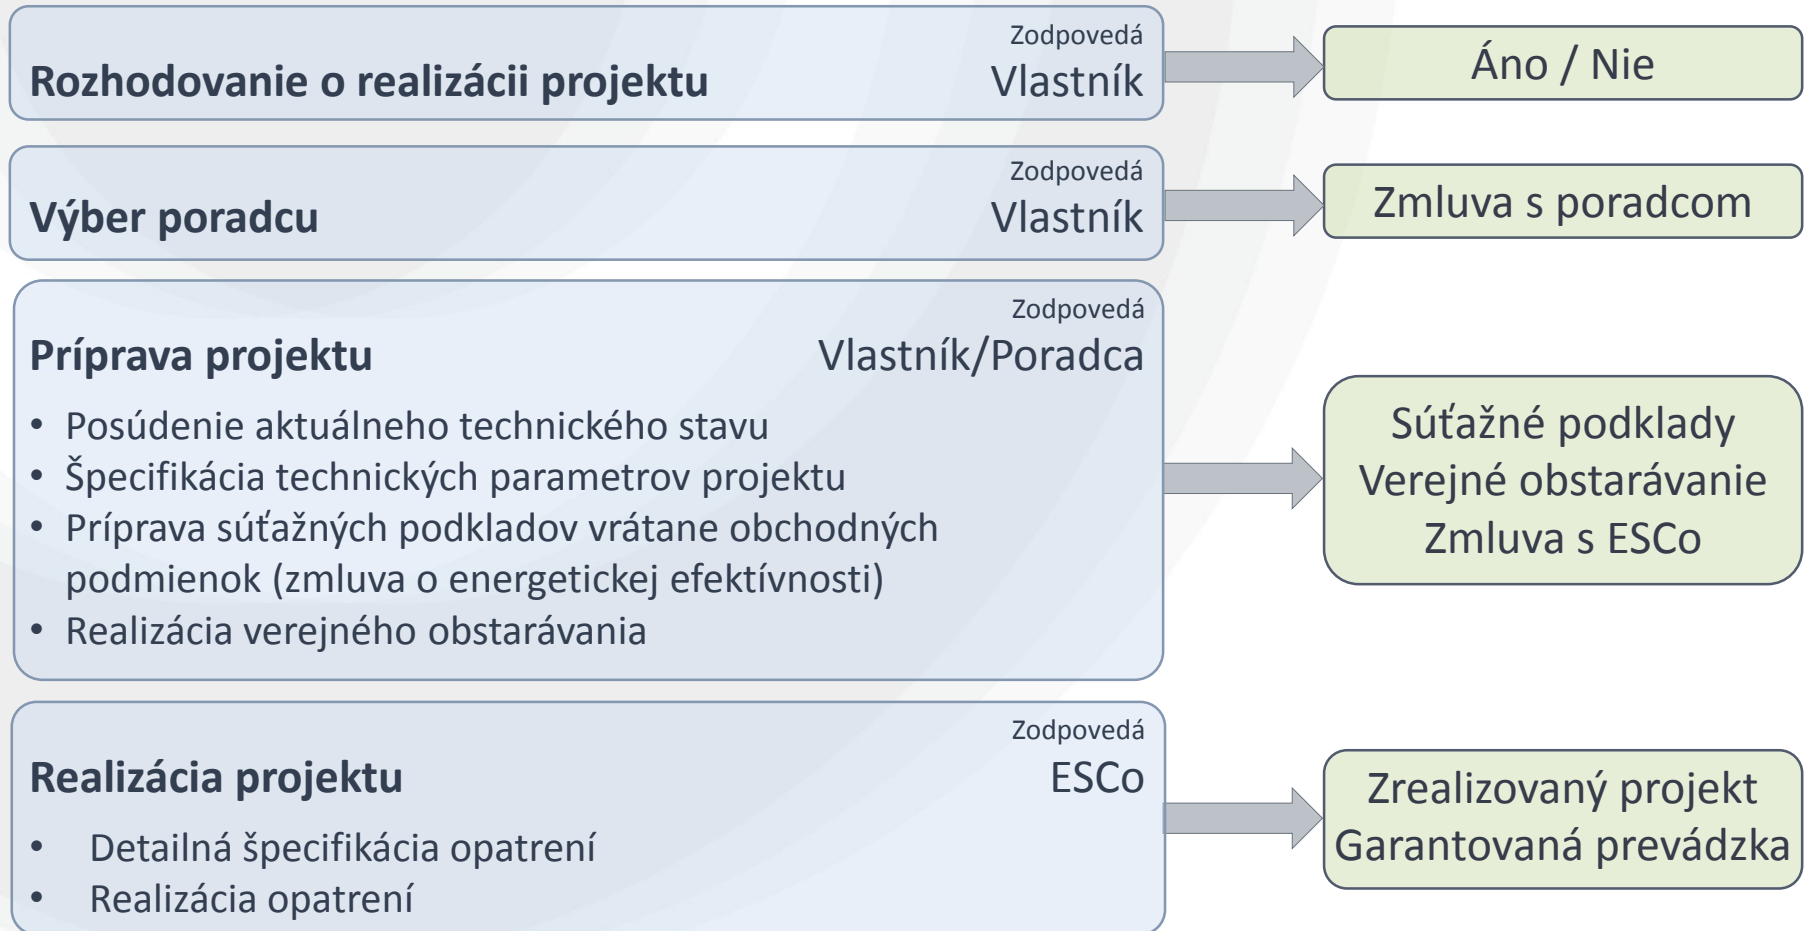 Zodpovedá
Rozhodovanie o realizácii projektu
Vlastník
Áno / Nie
Zodpovedá
Výber poradcu
Vlastník
Zmluva s poradcom
Zodpovedá
Príprava projektu
Vlastník/Poradca
• Posúdenie aktuálneho technického stavu
• Špecifikácia technických parametrov projektu
• Príprava súťažných podkladov vrátane obchodných
podmienok (zmluva o energetickej efektívnosti)
• Realizácia verejného obstarávania
Súťažné podklady
Verejné obstarávanie
Zmluva s ESCo
Zodpovedá
Realizácia projektu
ESCo
• Detailná špecifikácia opatrení
• Realizácia opatrení
Zrealizovaný projekt
Garantovaná prevádzka